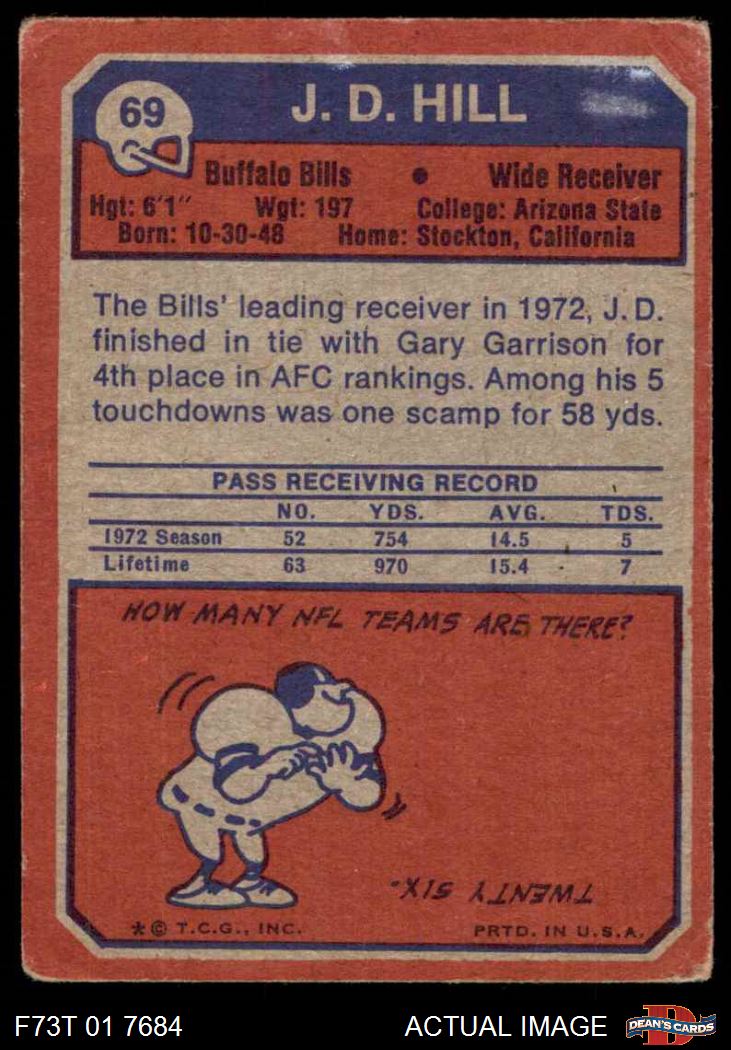 69
J. D. HILL
Buffalo Bills • Wide Receiver
Hgt: 6'1" Wgt: 197 College: Arizona State
Born: 10-30-48 Home: Stockton, California
The Bills' leading receiver in 1972, J.D.
finished in tie with Gary Garrison for
4th place in AFC rankings. Among his 5
touchdowns was one scamp for 58 yds.
PASS RECEIVING RECORD
NO. YDS. AVG. TDS.
1972 Season 52 754 14.5 5
Lifetime 63 970 15.4 7
HOW MANY NFL TEAMS ARE THERE?
TWENTY SIX.
*© T.C.G., INC. PRTD. IN U.S.A.
F73T 01 7684 ACTUAL IMAGE D DEAN'S CARDS